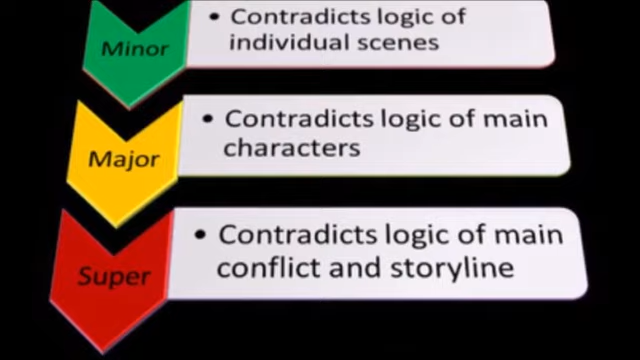 Minor
• Contradicts logic of
individual scenes
Major
• Contradicts logic of main
characters
Super
• Contradicts logic of main
conflict and storyline